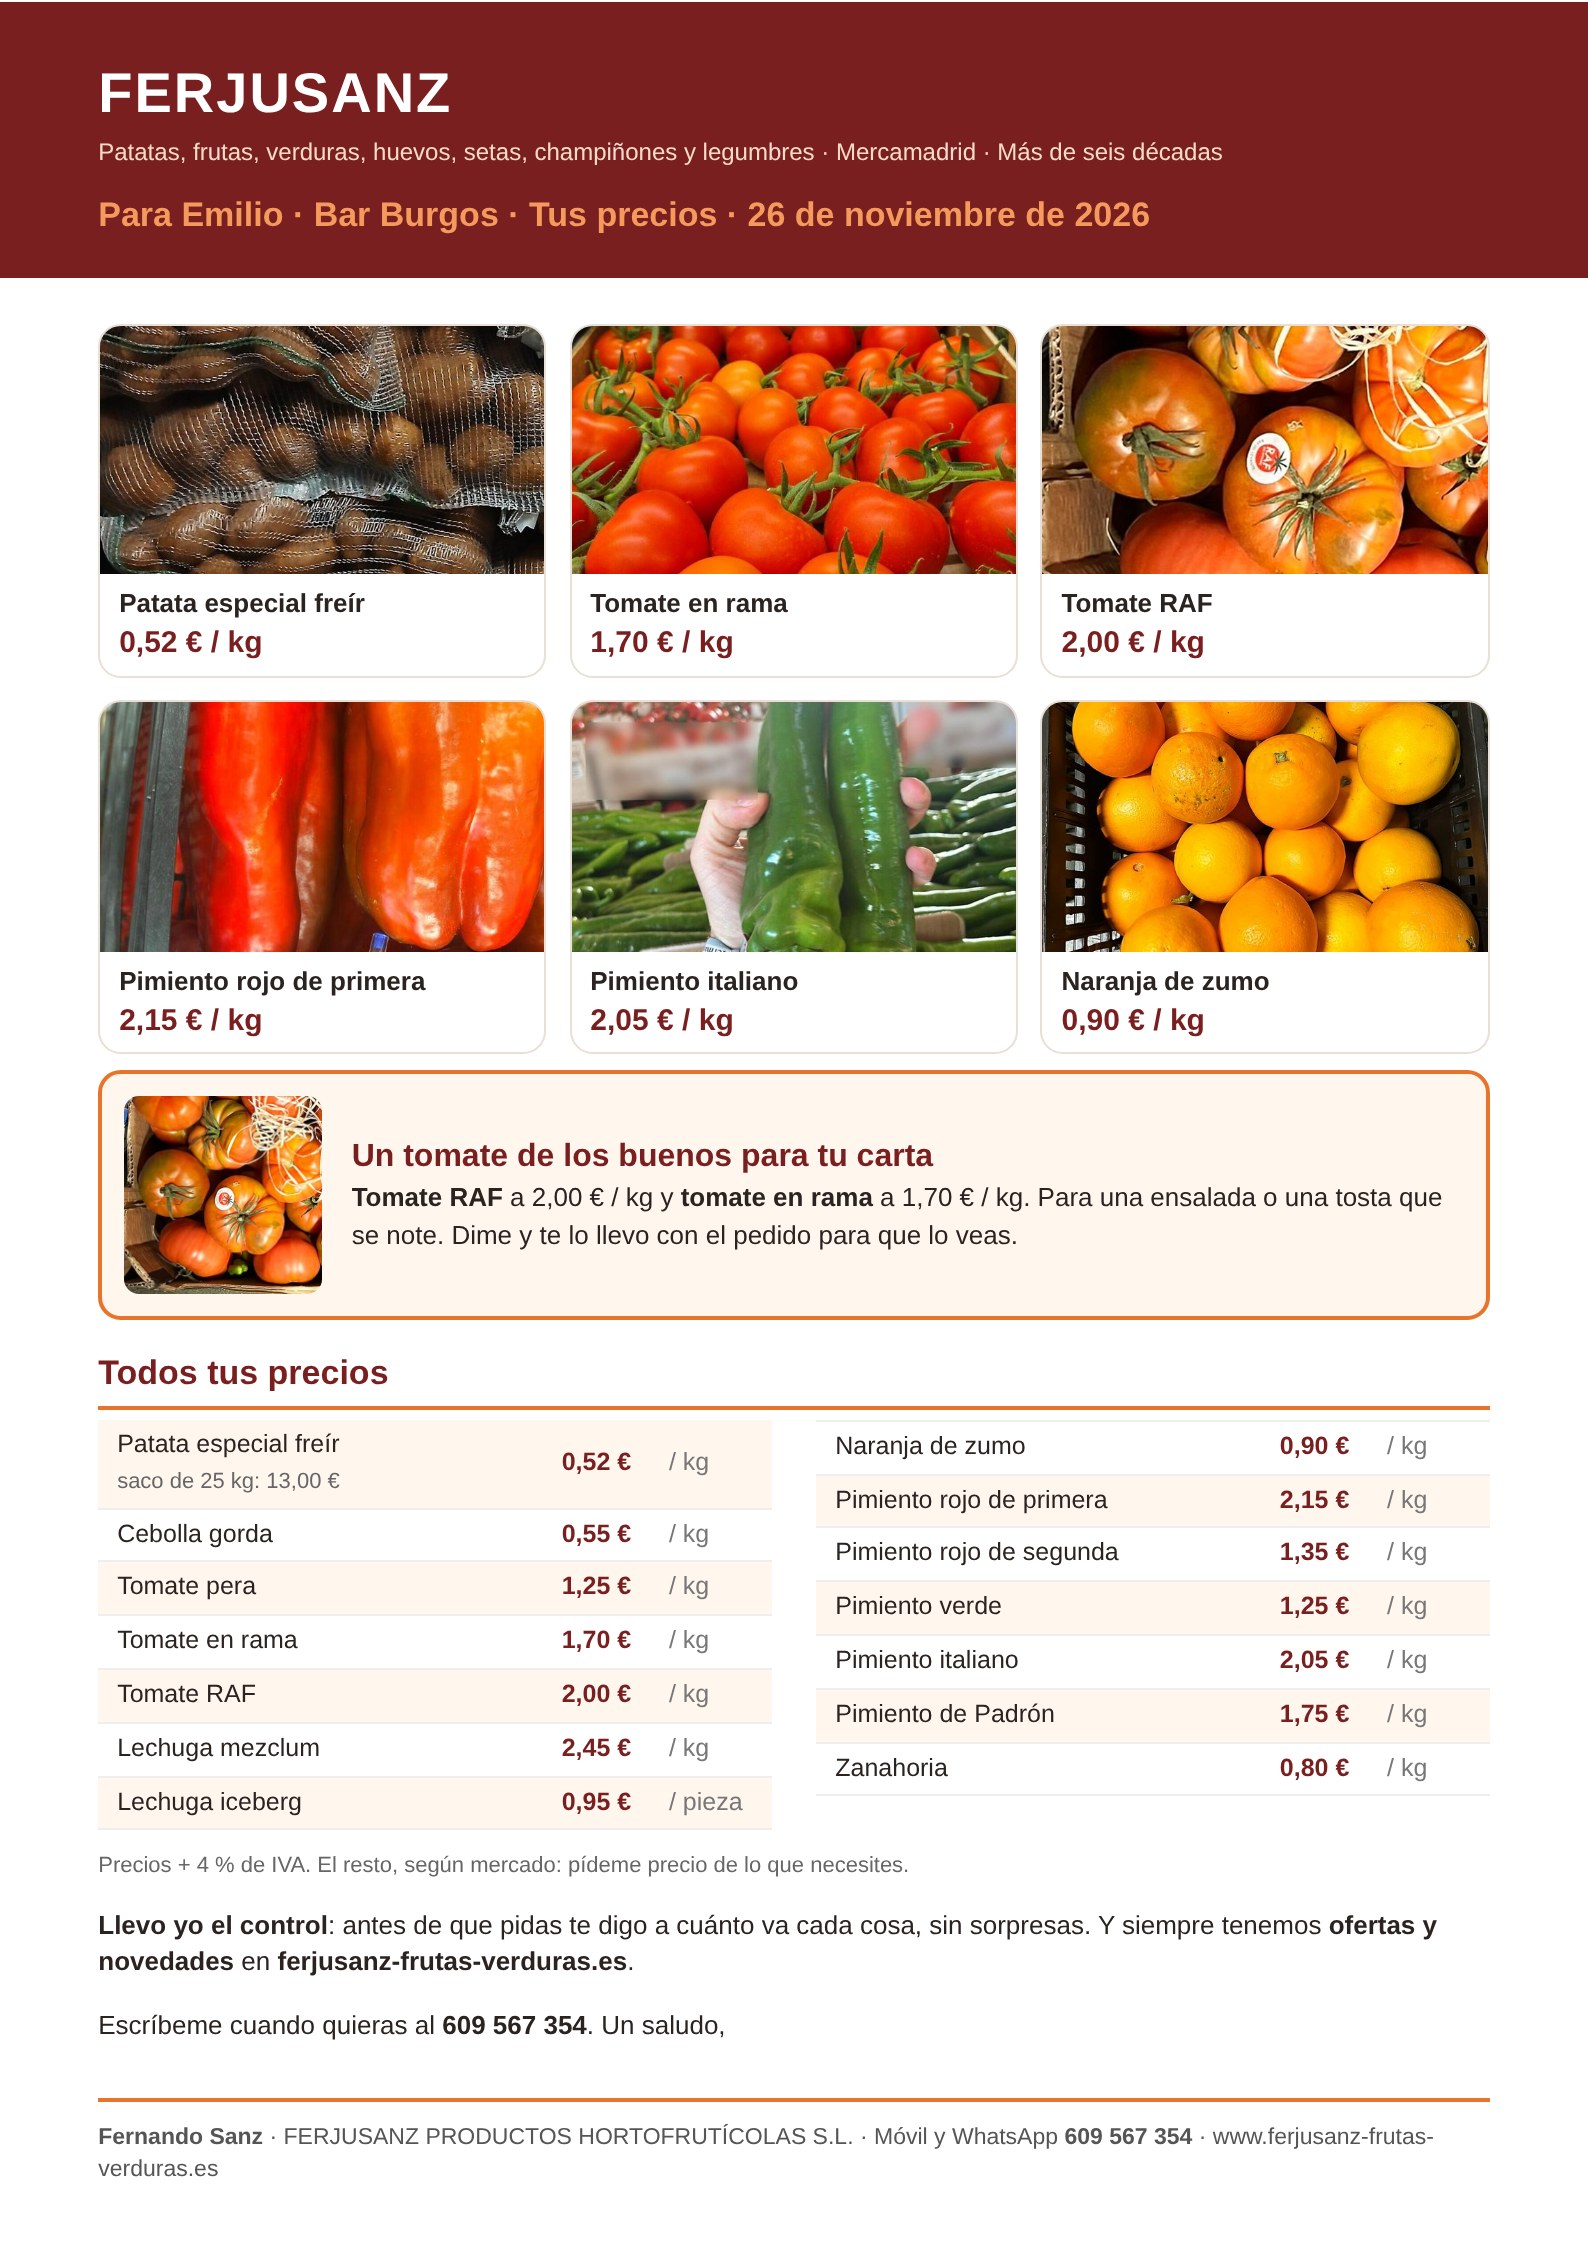 FERJUSANZ
Patatas, frutas, verduras, huevos, setas, champiñones y legumbres · Mercamadrid · Más de seis décadas
Para Emilio · Bar Burgos · Tus precios · 26 de noviembre de 2026
Patata especial freír
0,52 € / kg
Tomate en rama
1,70 € / kg
Tomate RAF
2,00 € / kg
Pimiento rojo de primera
2,15 € / kg
Pimiento italiano
2,05 € / kg
Naranja de zumo
0,90 € / kg
Un tomate de los buenos para tu carta
Tomate RAF a 2,00 € / kg y tomate en rama a 1,70 € / kg. Para una ensalada o una tosta que
se note. Dime y te lo llevo con el pedido para que lo veas.
Todos tus precios
Patata especial freír
saco de 25 kg: 13,00 €
0,52 € / kg
Cebolla gorda 0,55 € / kg
Tomate pera 1,25 € / kg
Tomate en rama 1,70 € / kg
Tomate RAF 2,00 € / kg
Lechuga mezclum 2,45 € / kg
Lechuga iceberg 0,95 € / pieza
Naranja de zumo 0,90 € / kg
Pimiento rojo de primera 2,15 € / kg
Pimiento rojo de segunda 1,35 € / kg
Pimiento verde 1,25 € / kg
Pimiento italiano 2,05 € / kg
Pimiento de Padrón 1,75 € / kg
Zanahoria 0,80 € / kg
Precios + 4 % de IVA. El resto, según mercado: pídeme precio de lo que necesites.
Llevo yo el control: antes de que pidas te digo a cuánto va cada cosa, sin sorpresas. Y siempre tenemos ofertas y
novedades en ferjusanz-frutas-verduras.es.
Escríbeme cuando quieras al 609 567 354. Un saludo,
Fernando Sanz · FERJUSANZ PRODUCTOS HORTOFRUTÍCOLAS S.L. · Móvil y WhatsApp 609 567 354 · www.ferjusanz-frutas-
verduras.es